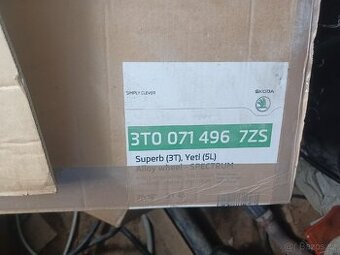 SIMPLY CLEVER
ŠKODA
3T0 071 496 7ZS
Superb (3T), Yeti (5L)
Alloy wheel - SPECTRUM